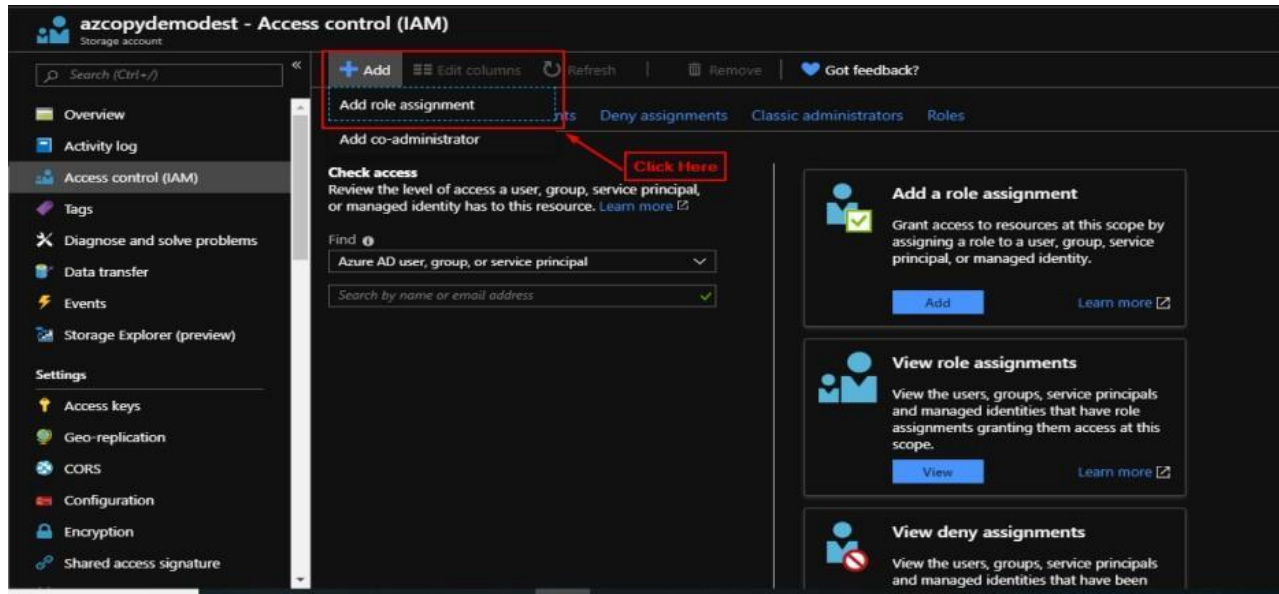 azcopydemodest - Access control (IAM)
Storage account
Search (Ctrl+/)
«
Overview
Activity log
Access control (IAM)
Tags
Diagnose and solve problems
Data transfer
Events
Storage Explorer (preview)
Settings
Access keys
Geo-replication
CORS
Configuration
Encryption
Shared access signature
Add Edit columns Refresh Remove Got feedback?
Add role assignment
Add co-administrator
nts Deny assignments Classic administrators Roles
Click Here
Check access
Review the level of access a user, group, service principal,
or managed identity has to this resource. Learn more
Find
Azure AD user, group, or service principal
Search by name or email address
Add a role assignment
Grant access to resources at this scope by
assigning a role to a user, group, service
principal, or managed identity.
Add Learn more
View role assignments
View the users, groups, service principals
and managed identities that have role
assignments granting them access at this
scope.
View Learn more
View deny assignments
View the users, groups, service principals
and managed identities that have been